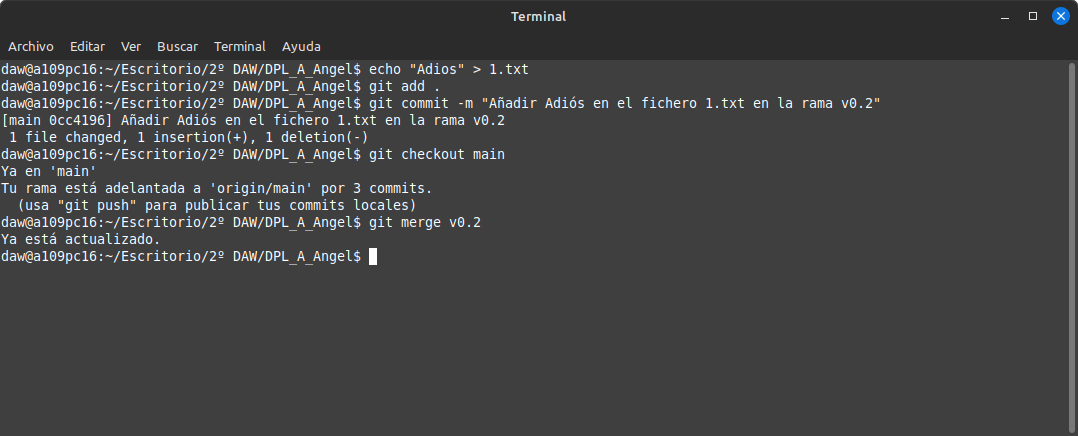 Terminal
Archivo Editar Ver Buscar Terminal Ayuda
daw@a109pc16:~/Escritorio/2º DAW/DPL_A_Angel$ echo "Adios" > 1.txt
daw@a109pc16:~/Escritorio/2º DAW/DPL_A_Angel$ git add .
daw@a109pc16:~/Escritorio/2º DAW/DPL_A_Angel$ git commit -m "Añadir Adiós en el fichero 1.txt en la rama v0.2"
[main 0cc4196] Añadir Adiós en el fichero 1.txt en la rama v0.2
 1 file changed, 1 insertion(+), 1 deletion(-)
daw@a109pc16:~/Escritorio/2º DAW/DPL_A_Angel$ git checkout main
Ya en 'main'
Tu rama está adelantada a 'origin/main' por 3 commits.
  (usa "git push" para publicar tus commits locales)
daw@a109pc16:~/Escritorio/2º DAW/DPL_A_Angel$ git merge v0.2
Ya está actualizado.
daw@a109pc16:~/Escritorio/2º DAW/DPL_A_Angel$